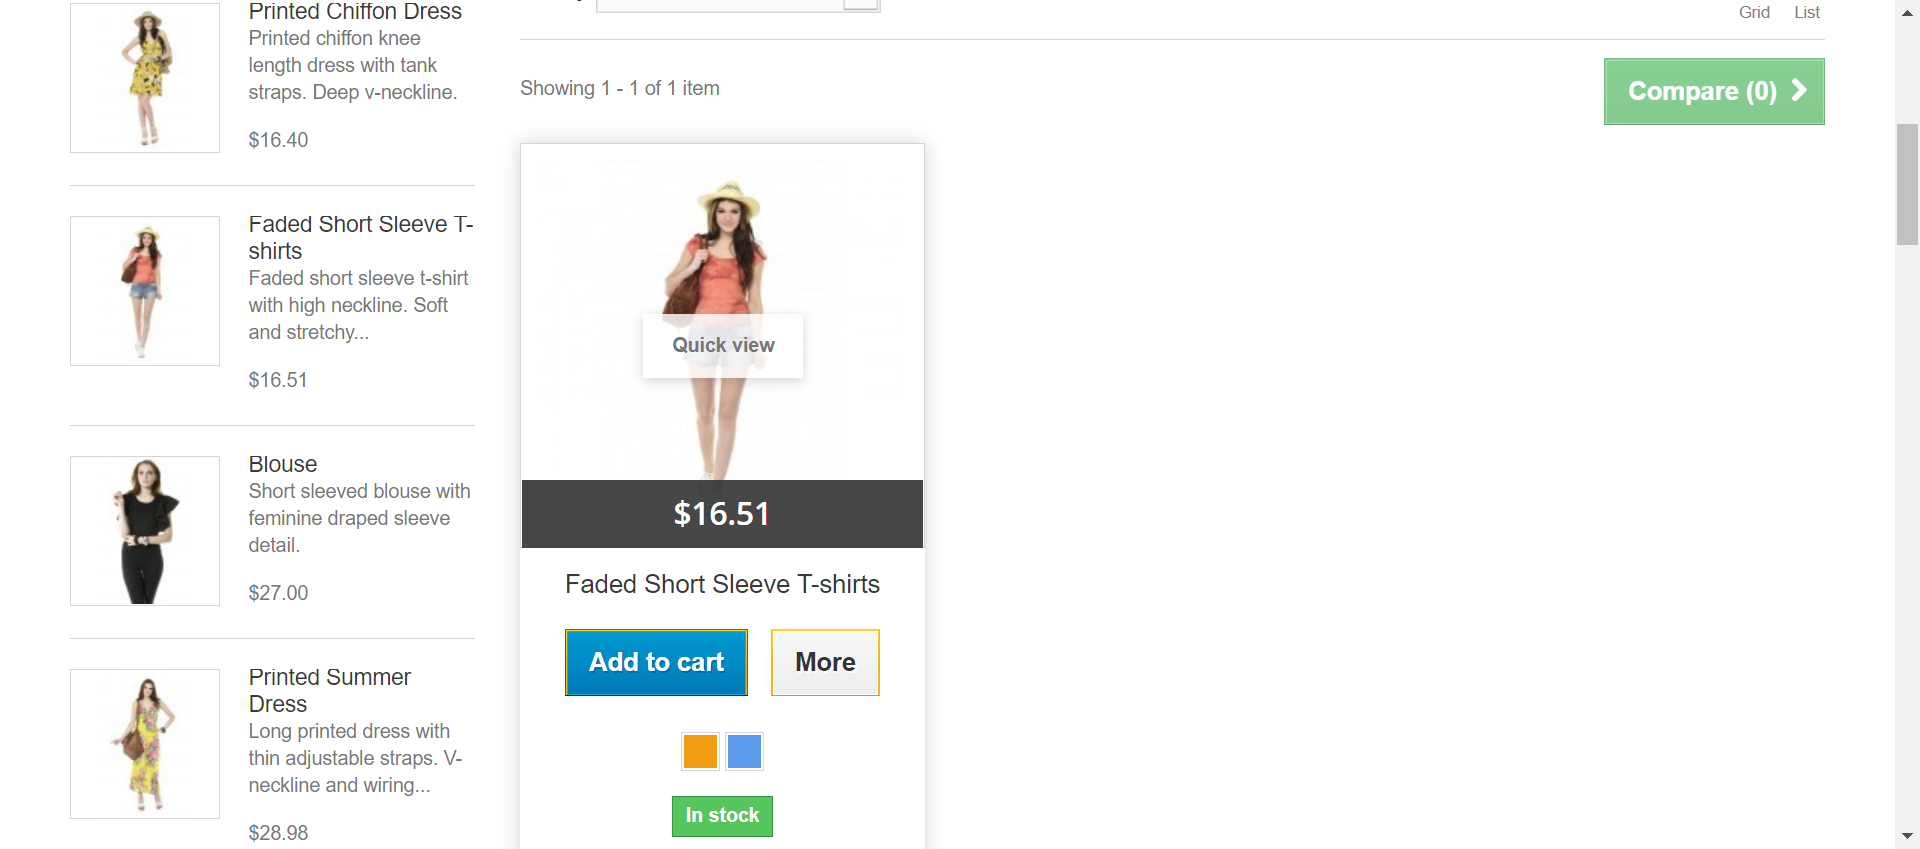 Printed Chiffon Dress
Printed chiffon knee
length dress with tank
straps. Deep v-neckline.
$16.40
Faded Short Sleeve T-
shirts
Faded short sleeve t-shirt
with high neckline. Soft
and stretchy...
$16.51
Blouse
Short sleeved blouse with
feminine draped sleeve
detail.
$27.00
Printed Summer
Dress
Long printed dress with
thin adjustable straps. V-
neckline and wiring...
$28.98
Grid List
Showing 1 - 1 of 1 item
Compare (0)
Quick view
$16.51
Faded Short Sleeve T-shirts
Add to cart
More
In stock